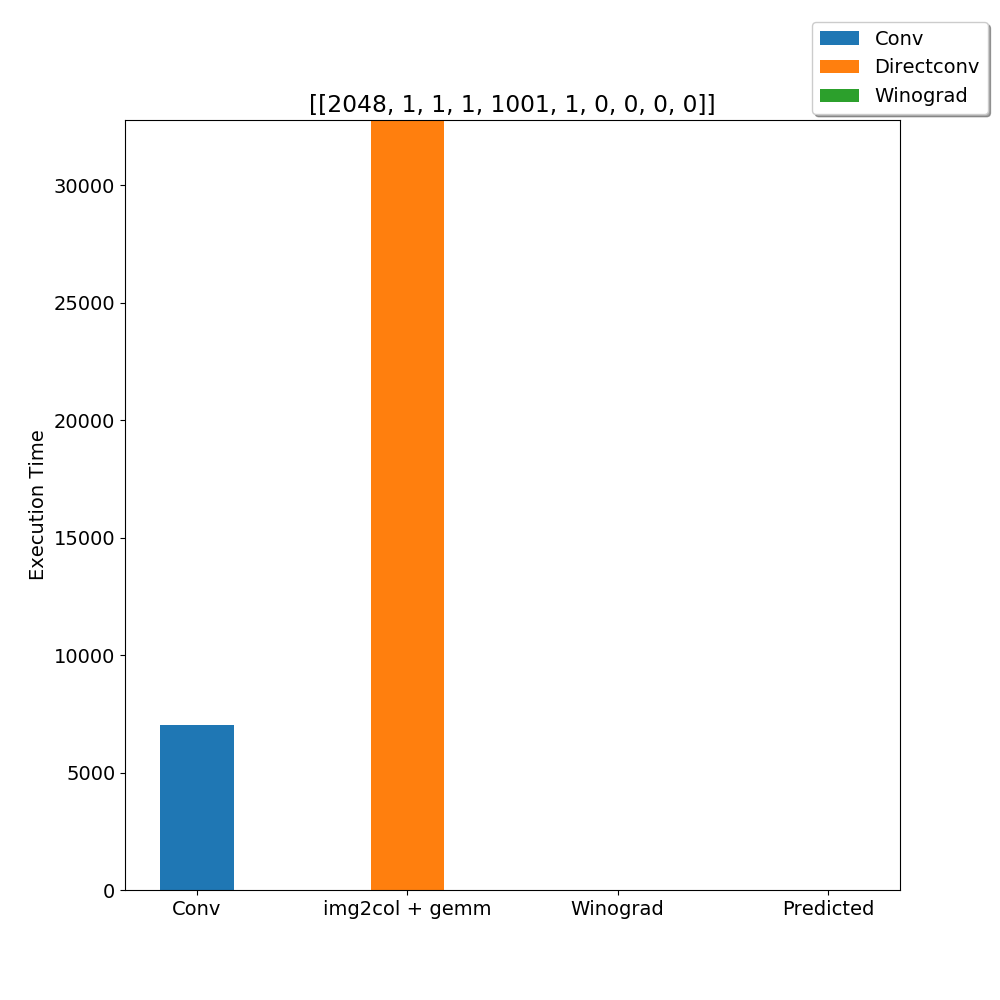 Conv
Directconv
Winograd
[[2048, 1, 1, 1, 1001, 1, 0, 0, 0, 0]]
30000
25000
20000
15000
10000
5000
0
Execution Time
Conv
img2col + gemm
Winograd
Predicted